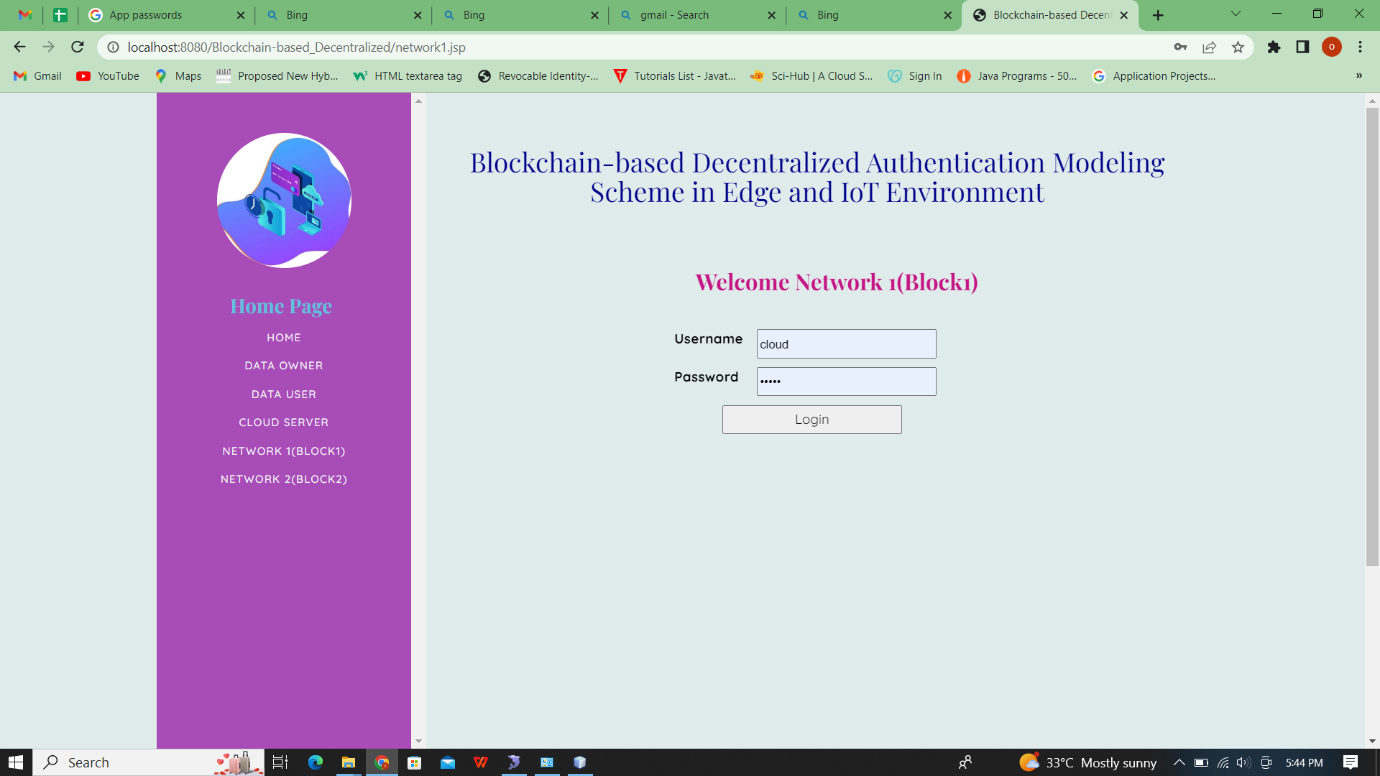 App passwords
Bing
Bing
gmail - Search
Bing
Blockchain-based Decen
localhost:8080/Blockchain-based_Decentralized/network1.jsp
O
Gmail
YouTube
Maps
Proposed New Hyb...
HTML textarea tag
Revocable Identity-...
Tutorials List - Javat...
Sci-Hub | A Cloud S...
Sign In
Java Programs - 50...
Application Projects...
»
Home Page
HOME
DATA OWNER
DATA USER
CLOUD SERVER
NETWORK 1(BLOCK1)
NETWORK 2(BLOCK2)
Blockchain-based Decentralized Authentication Modeling
Scheme in Edge and IoT Environment
Welcome Network 1(Block1)
Username
cloud
Password
•••••
Login
Search
33°C Mostly sunny
5:44 PM